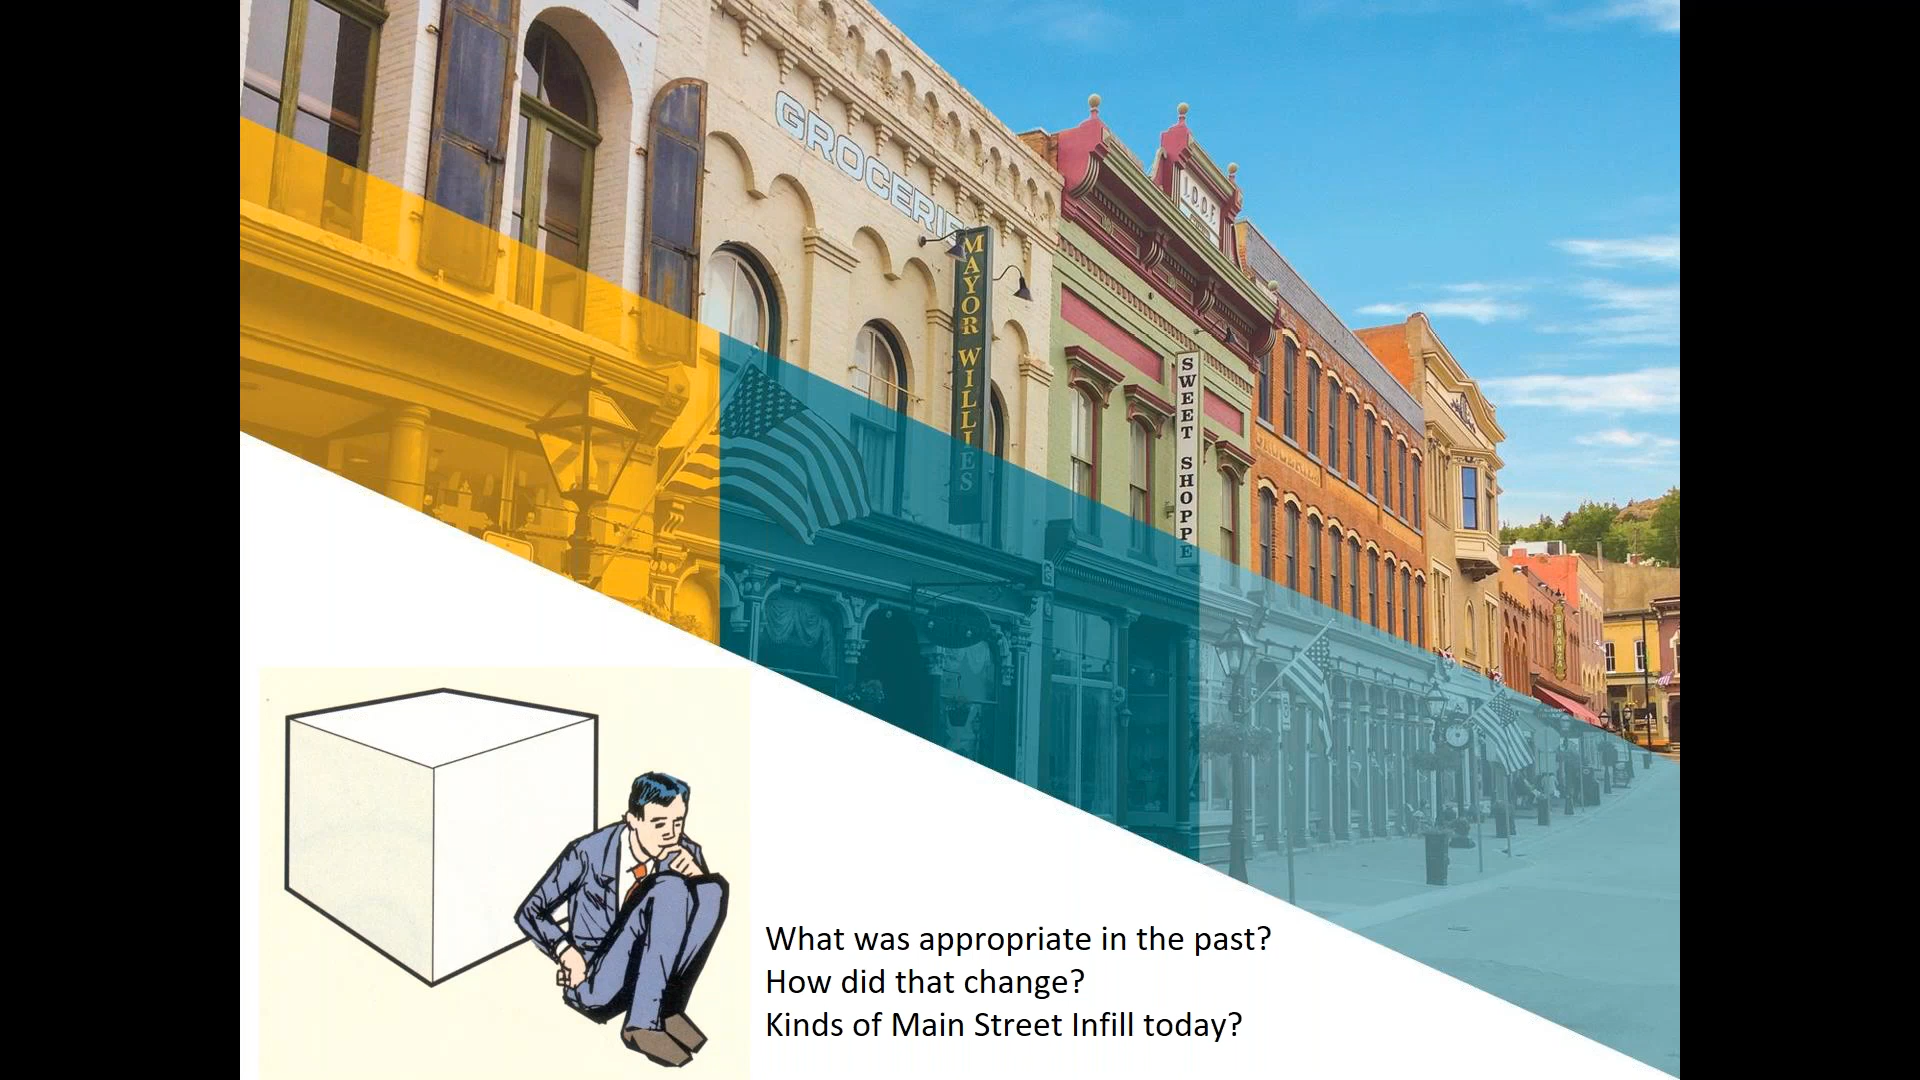 GROCERIE
MAYOR WILLIES
I.O.O.F.
SWEET SHOPPE
BONANZA
What was appropriate in the past?
How did that change?
Kinds of Main Street Infill today?